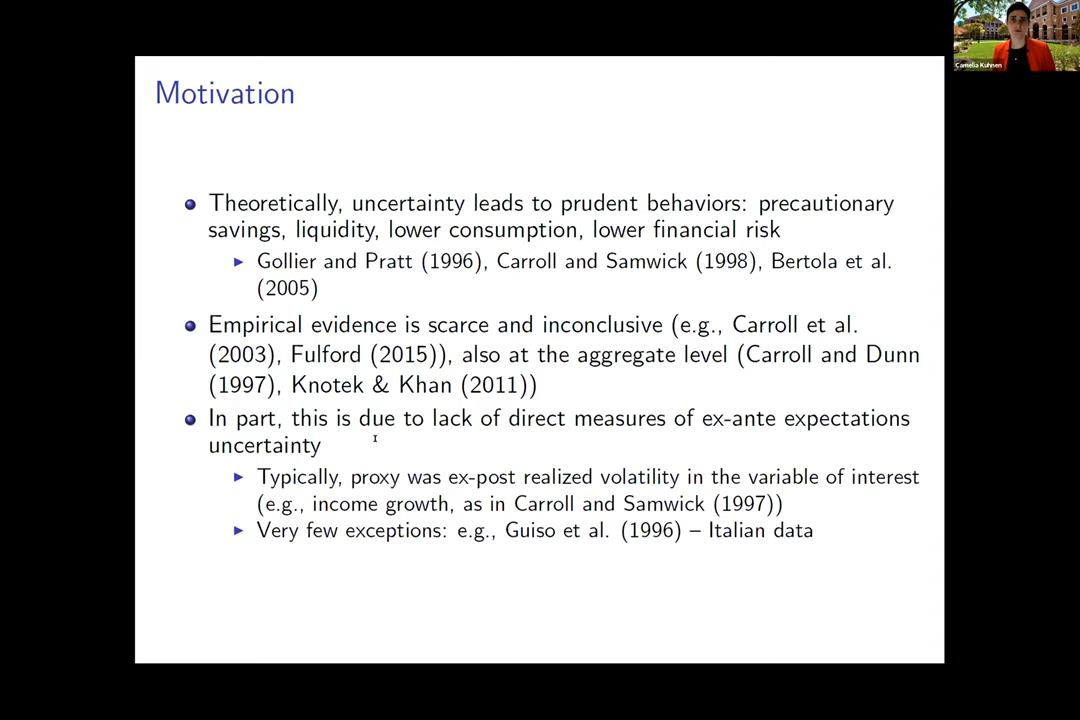 Camelia Kuhnen
Motivation
Theoretically, uncertainty leads to prudent behaviors: precautionary
savings, liquidity, lower consumption, lower financial risk
Gollier and Pratt (1996), Carroll and Samwick (1998), Bertola et al.
(2005)
Empirical evidence is scarce and inconclusive (e.g., Carroll et al.
(2003), Fulford (2015)), also at the aggregate level (Carroll and Dunn
(1997), Knotek & Khan (2011))
In part, this is due to lack of direct measures of ex-ante expectations
uncertainty
Typically, proxy was ex-post realized volatility in the variable of interest
(e.g., income growth, as in Carroll and Samwick (1997))
Very few exceptions: e.g., Guiso et al. (1996) – Italian data